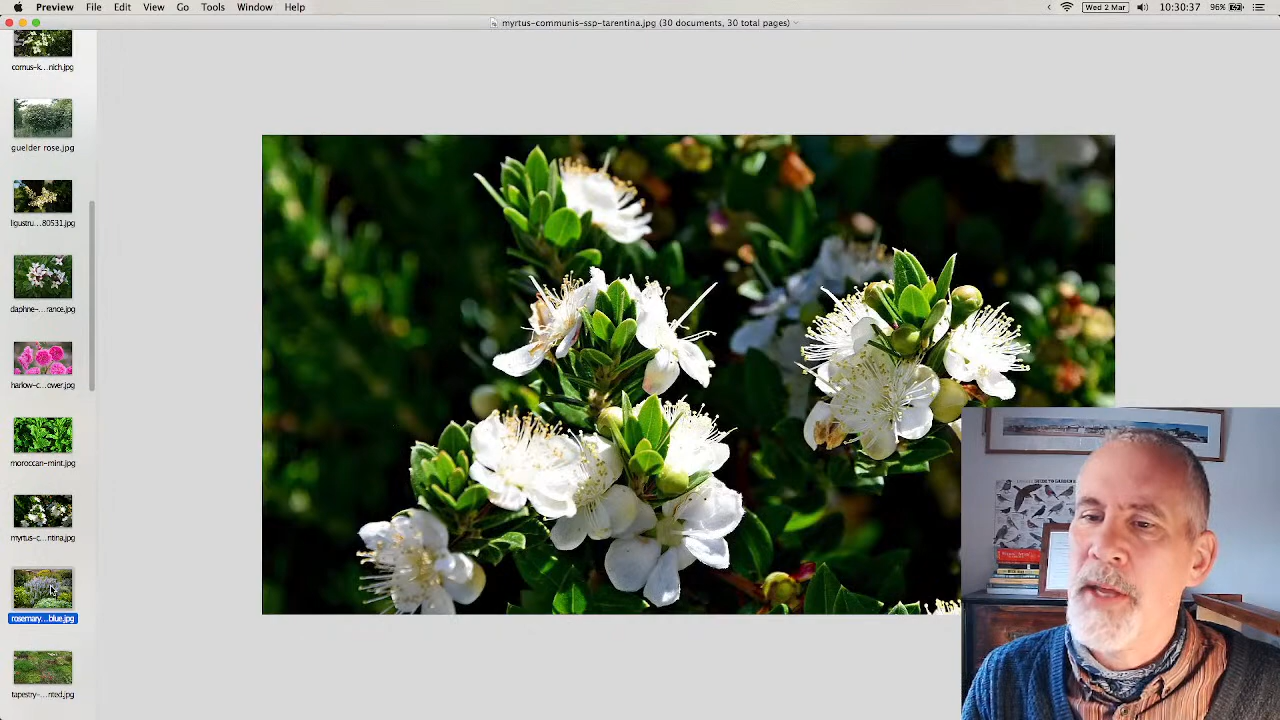 Preview File Edit View Go Tools Window Help
Wed 2 Mar 10:30:37 96%
myrtus-communis-ssp-tarentina.jpg (30 documents, 30 total pages)
cornus-k...nich.jpg
guelder rose.jpg
ligustru...80531.jpg
daphne-...rance.jpg
harlow-c...ower.jpg
moroccan-mint.jpg
myrtus-c...ntina.jpg
rosemary...blue.jpg
tapestry-...nted.jpg